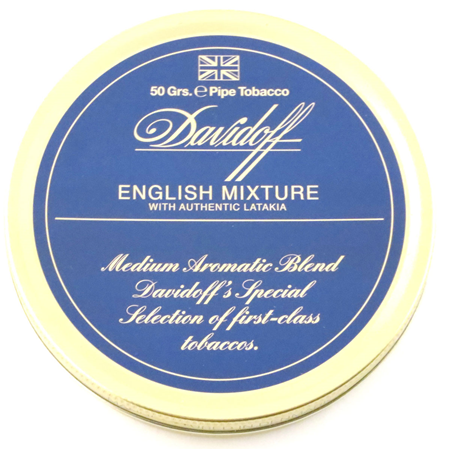 50 Grs. ℮ Pipe Tobacco
Davidoff
ENGLISH MIXTURE
WITH AUTHENTIC LATAKIA
Medium Aromatic Blend
Davidoff's Special
Selection of first-class
tobaccos.